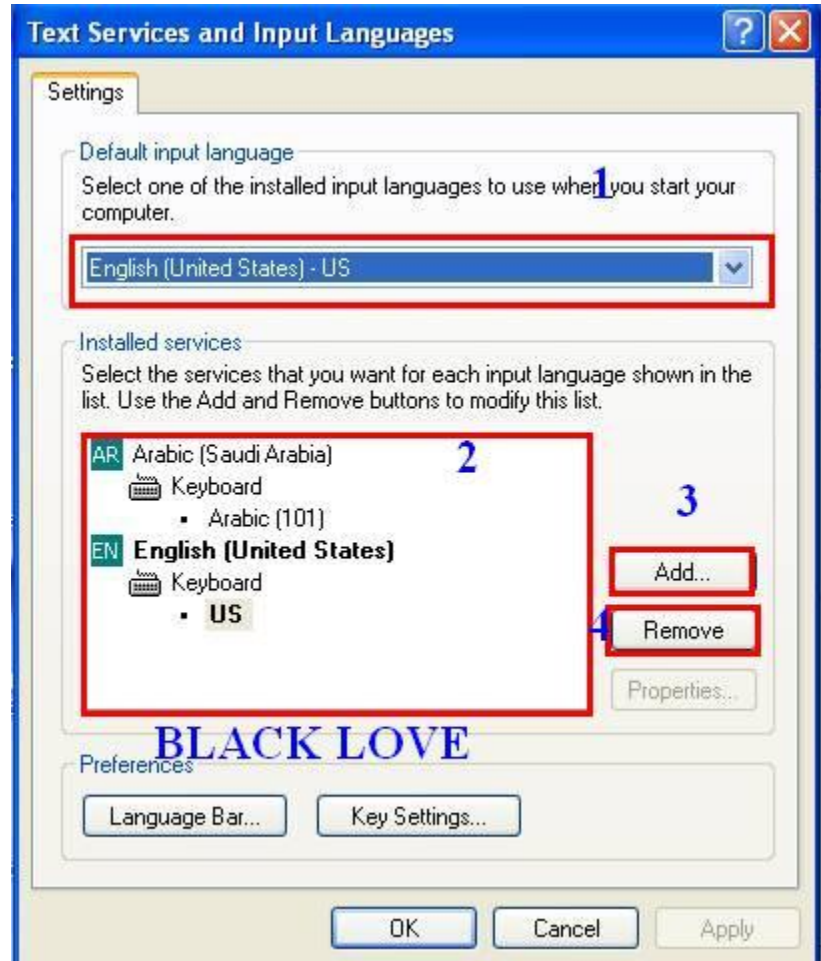 Text Services and Input Languages
Settings
Default input language
1
Select one of the installed input languages to use when you start your
computer.
English (United States) - US
Installed services
Select the services that you want for each input language shown in the
list. Use the Add and Remove buttons to modify this list.
2
AR Arabic (Saudi Arabia)
Keyboard
Arabic (101)
EN English (United States)
Keyboard
US
3
Add...
4
Remove
Properties...
BLACK LOVE
Preferences
Language Bar...
Key Settings...
OK
Cancel
Apply